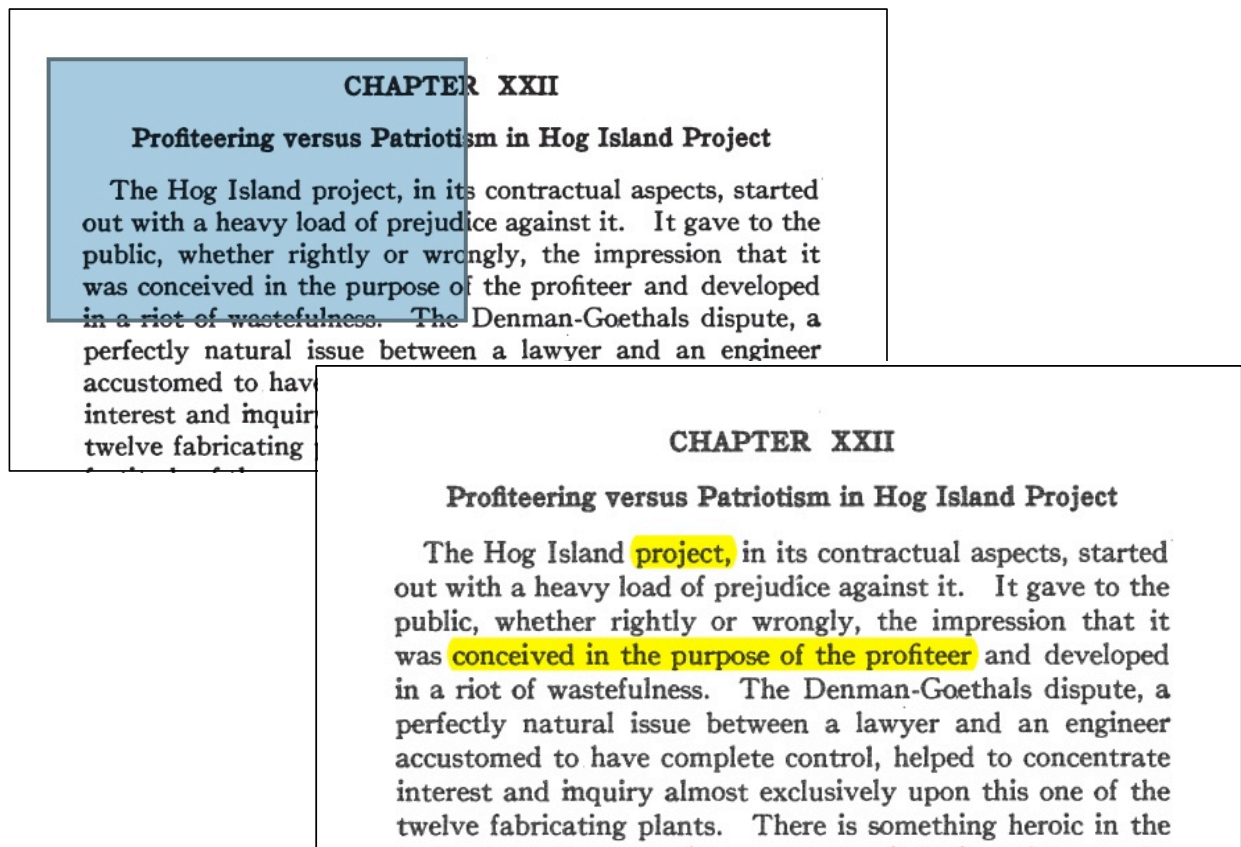 CHAPTER XXII
Profiteering versus Patriotism in Hog Island Project
The Hog Island project, in its contractual aspects, started
out with a heavy load of prejudice against it. It gave to the
public, whether rightly or wrongly, the impression that it
was conceived in the purpose of the profiteer and developed
in a riot of wastefulness. The Denman-Goethals dispute, a
perfectly natural issue between a lawyer and an engineer
accustomed to have
interest and inquiry
twelve fabricating
CHAPTER XXII
Profiteering versus Patriotism in Hog Island Project
The Hog Island project, in its contractual aspects, started
out with a heavy load of prejudice against it. It gave to the
public, whether rightly or wrongly, the impression that it
was conceived in the purpose of the profiteer and developed
in a riot of wastefulness. The Denman-Goethals dispute, a
perfectly natural issue between a lawyer and an engineer
accustomed to have complete control, helped to concentrate
interest and inquiry almost exclusively upon this one of the
twelve fabricating plants. There is something heroic in the